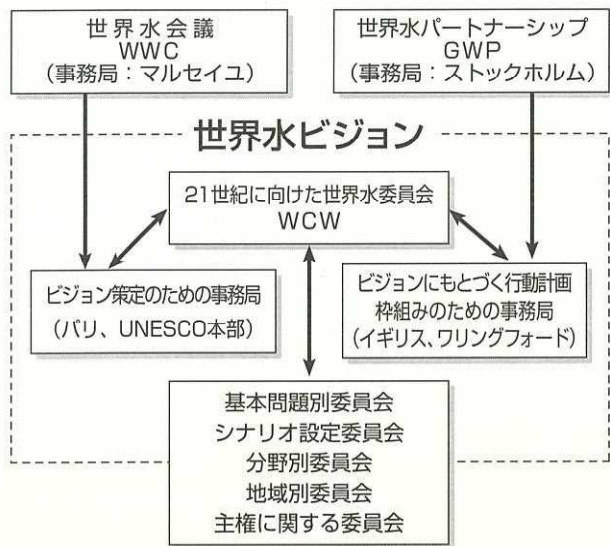 世界水会議
WWC
(事務局：マルセイユ)
世界水パートナーシップ
GWP
(事務局：ストックホルム)
世界水ビジョン
21世紀に向けた世界水委員会
WCW
ビジョン策定のための事務局
(パリ、UNESCO本部)
ビジョンにもとづく行動計画
枠組みのための事務局
(イギリス、ワリングフォード)
基本問題別委員会
シナリオ設定委員会
分野別委員会
地域別委員会
主権に関する委員会